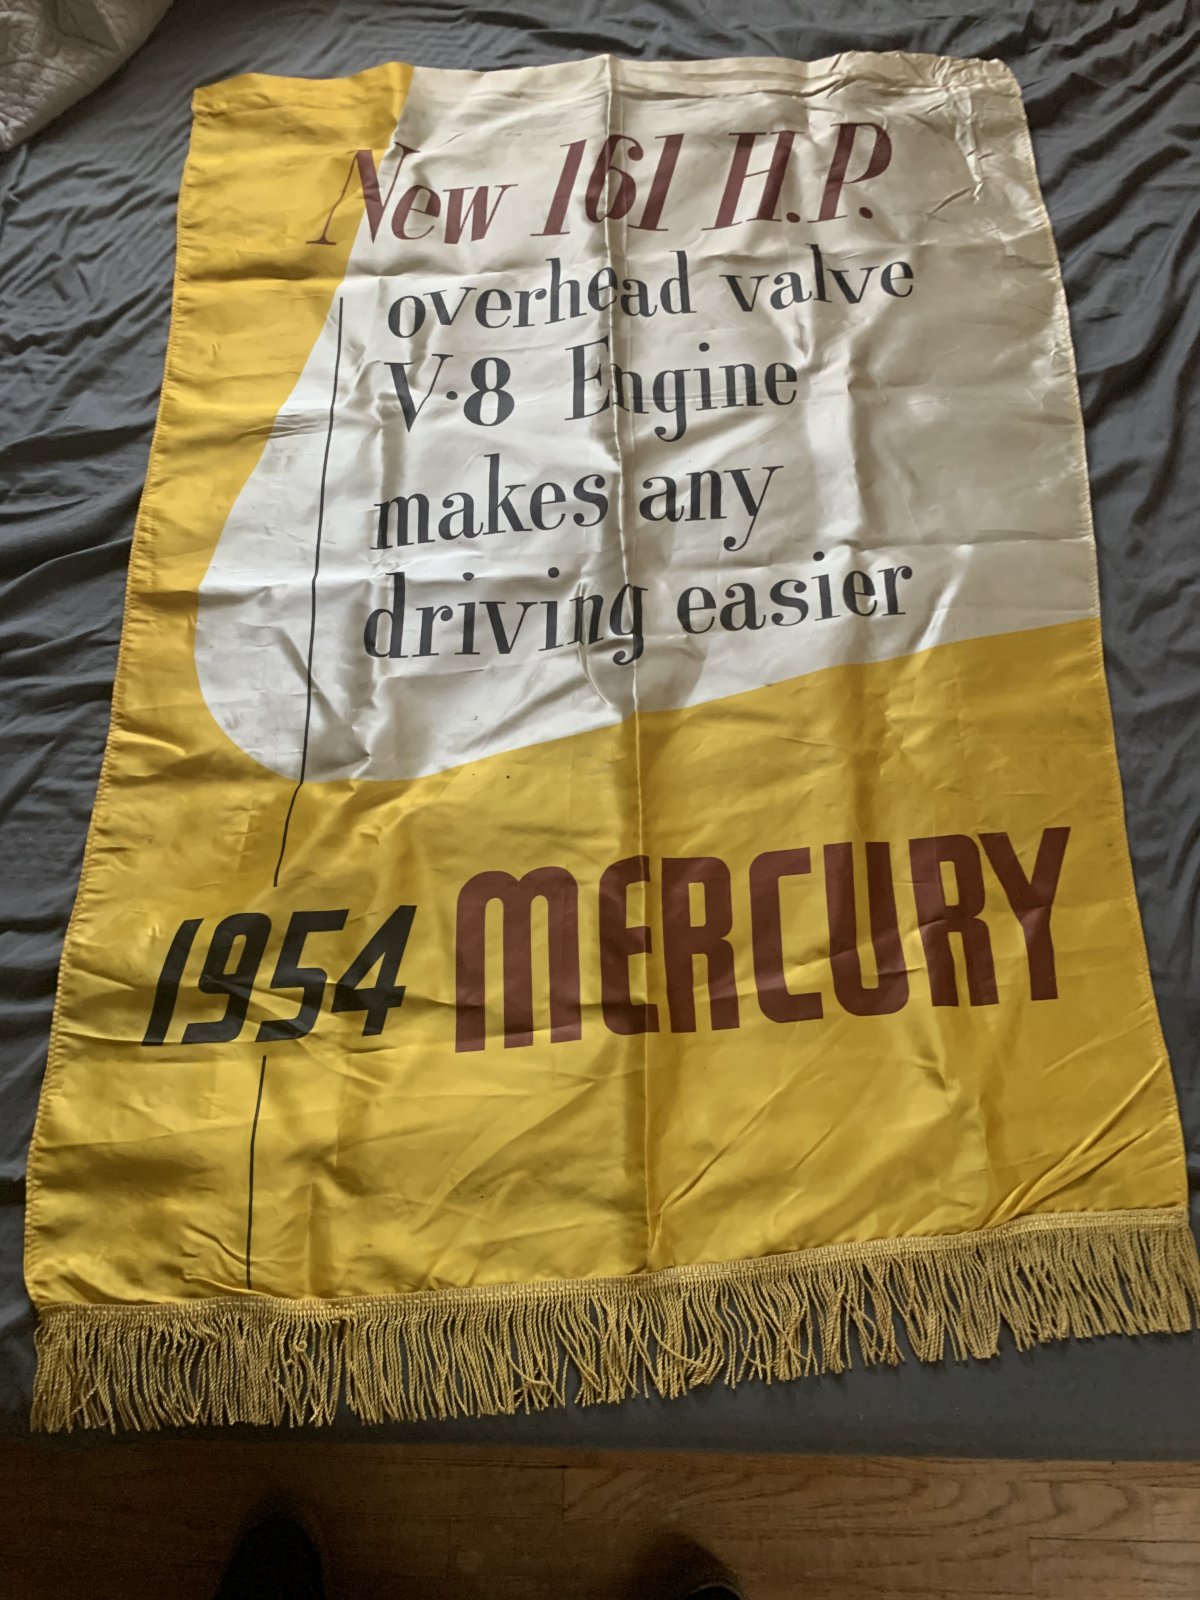 New 161 H.P.
overhead valve
V·8 Engine
makes any
driving easier
1954 MERCURY